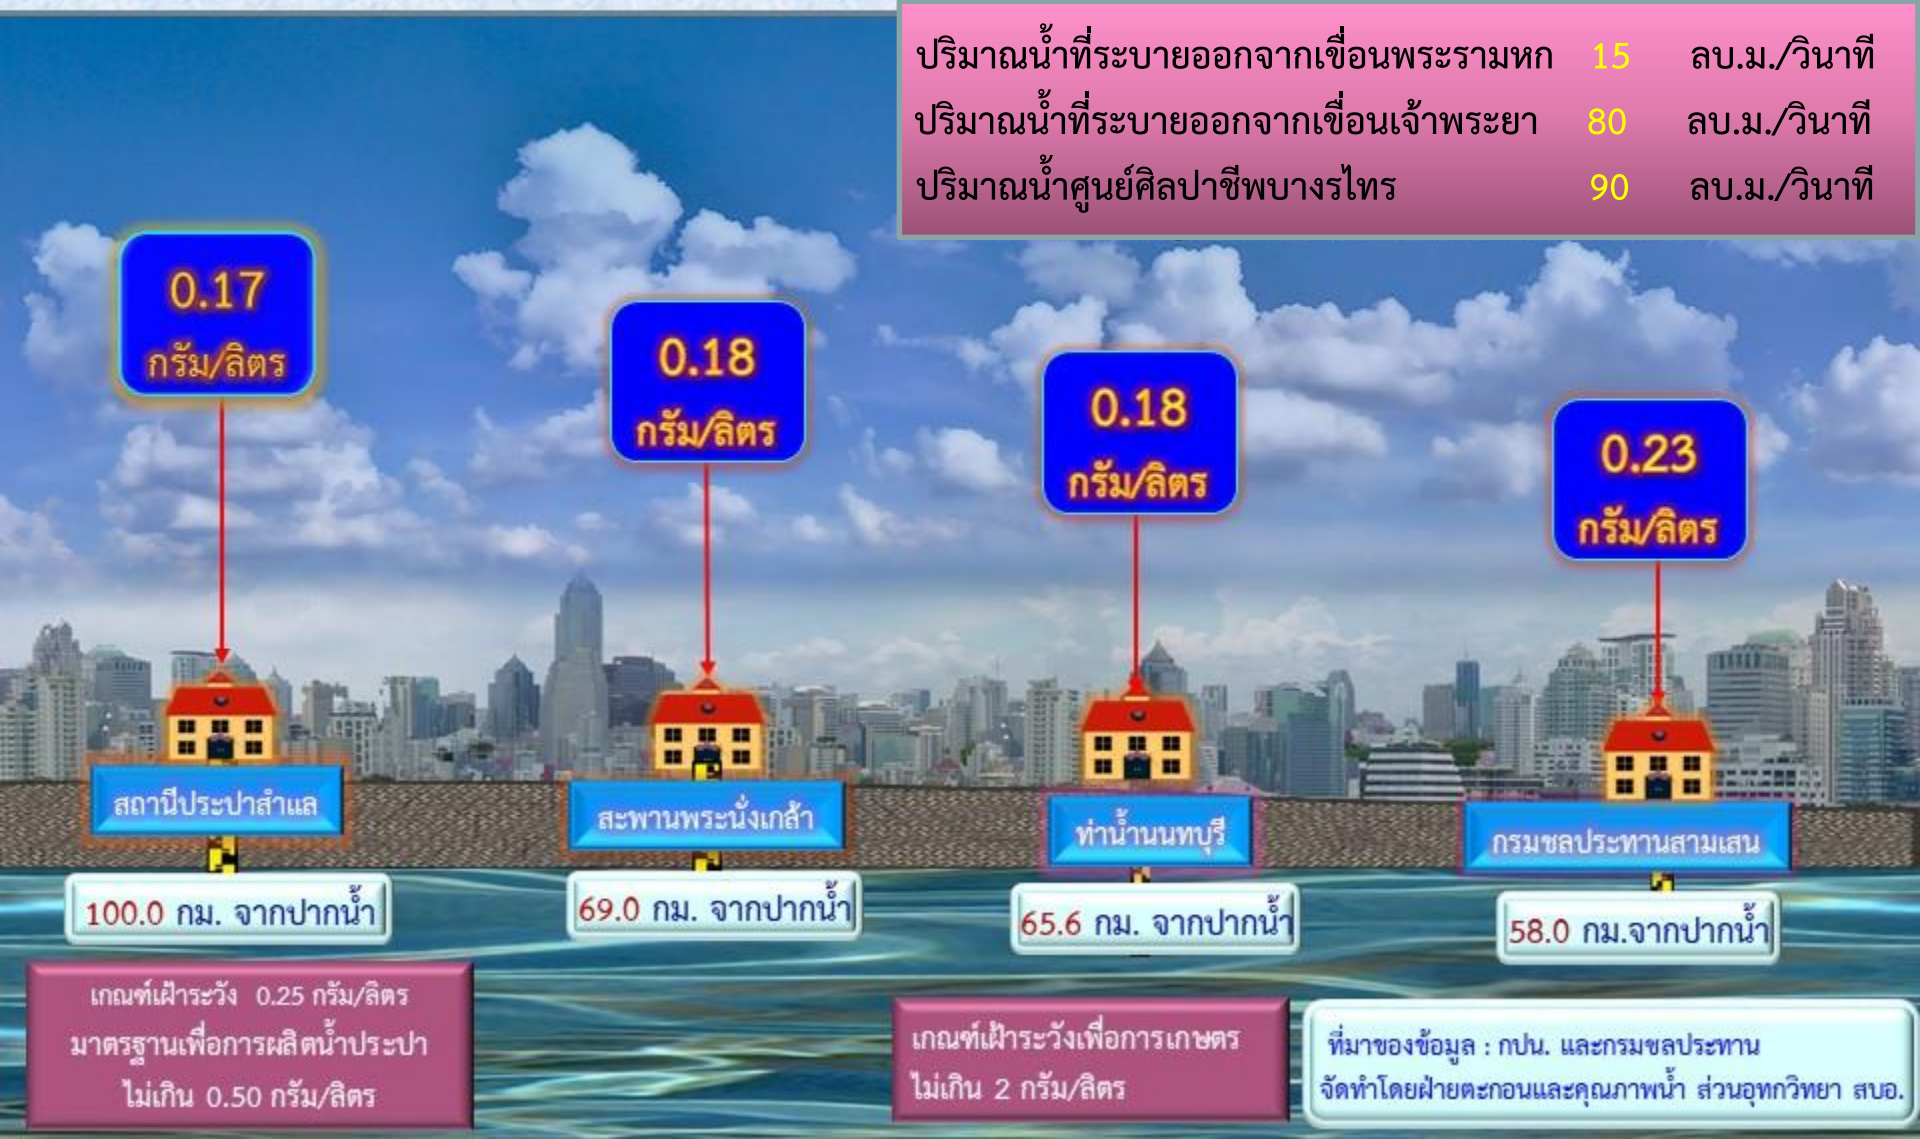 ปริมาณน้ำที่ระบายออกจากเขื่อนพระรามหก 15 ลบ.ม./วินาที
ปริมาณน้ำที่ระบายออกจากเขื่อนเจ้าพระยา 80 ลบ.ม./วินาที
ปริมาณน้ำศูนย์ศิลปาชีพบางรไทร 90 ลบ.ม./วินาที
0.17
กรัม/ลิตร
0.18
กรัม/ลิตร
0.18
กรัม/ลิตร
0.23
กรัม/ลิตร
สถานีประปาสำแล
สะพานพระนั่งเกล้า
ท่าน้ำนนทบุรี
กรมชลประทานสามเสน
100.0 กม. จากปากน้ำ
69.0 กม. จากปากน้ำ
65.6 กม. จากปากน้ำ
58.0 กม.จากปากน้ำ
เกณฑ์เฝ้าระวัง 0.25 กรัม/ลิตร
มาตรฐานเพื่อการผลิตน้ำประปา
ไม่เกิน 0.50 กรัม/ลิตร
เกณฑ์เฝ้าระวังเพื่อการเกษตร
ไม่เกิน 2 กรัม/ลิตร
ที่มาของข้อมูล : กปน. และกรมชลประทาน
จัดทำโดยฝ่ายตะกอนและคุณภาพน้ำ ส่วนอุทกวิทยา สบอ.